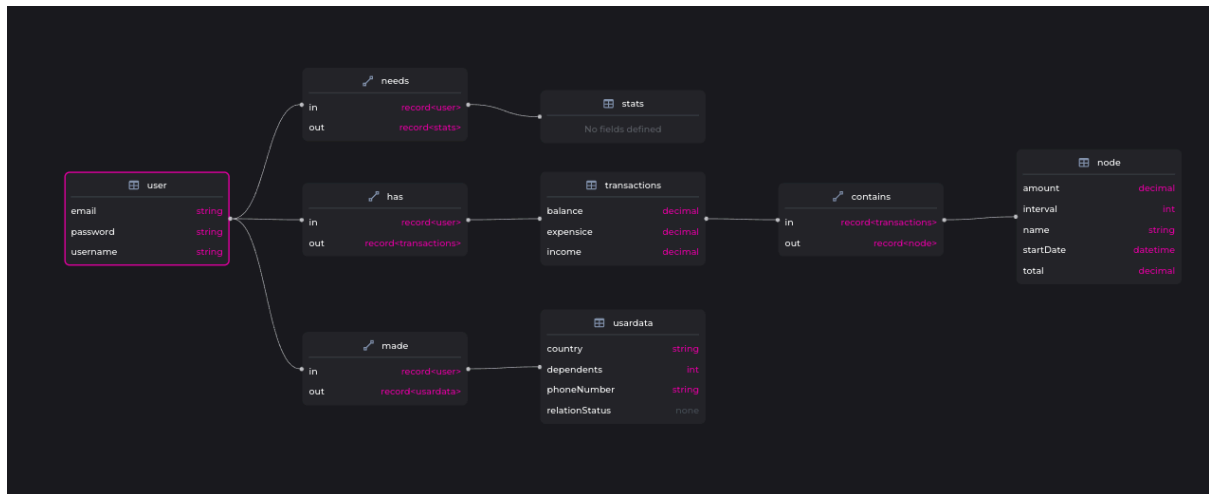 needs
in record<user>
out record<stats>
stats
No fields defined
user
email string
password string
username string
has
in record<user>
out record<transactions>
transactions
balance decimal
expensice decimal
income decimal
contains
in record<transactions>
out record<node>
node
amount decimal
interval int
name string
startDate datetime
total decimal
made
in record<user>
out record<usardata>
usardata
country string
dependents int
phoneNumber string
relationStatus none